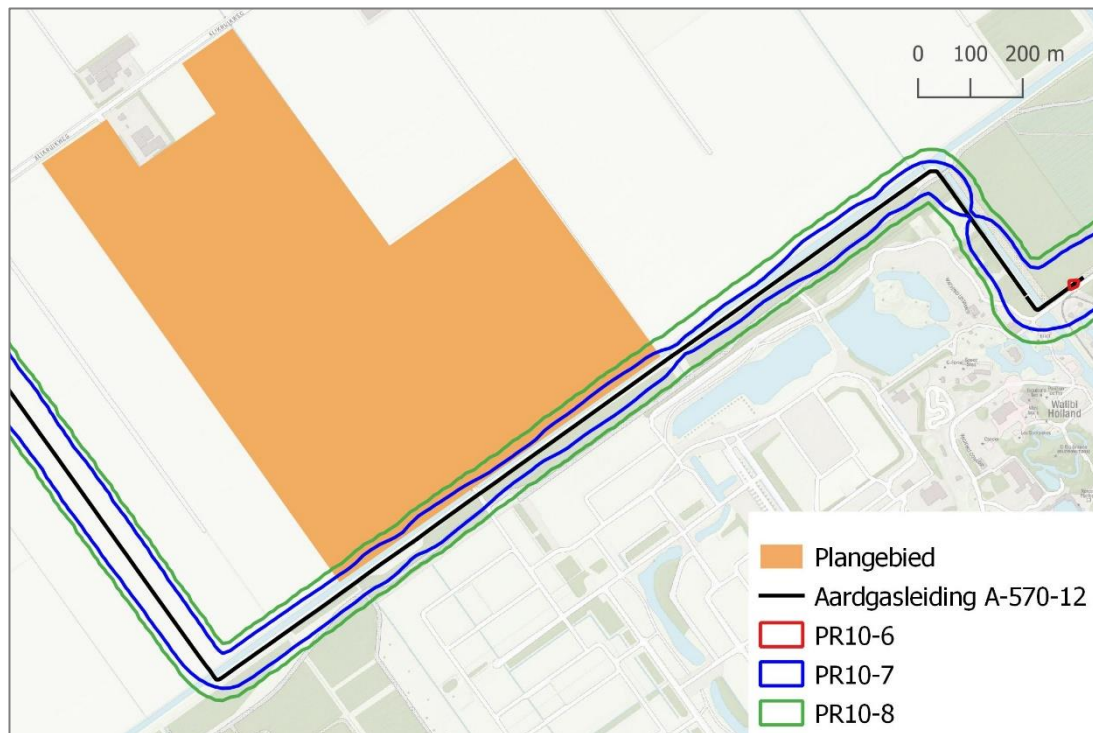 0 100 200 m
Walibi
Holland
Plangebied
Aardgasleiding A-570-12
PR10-6
PR10-7
PR10-8